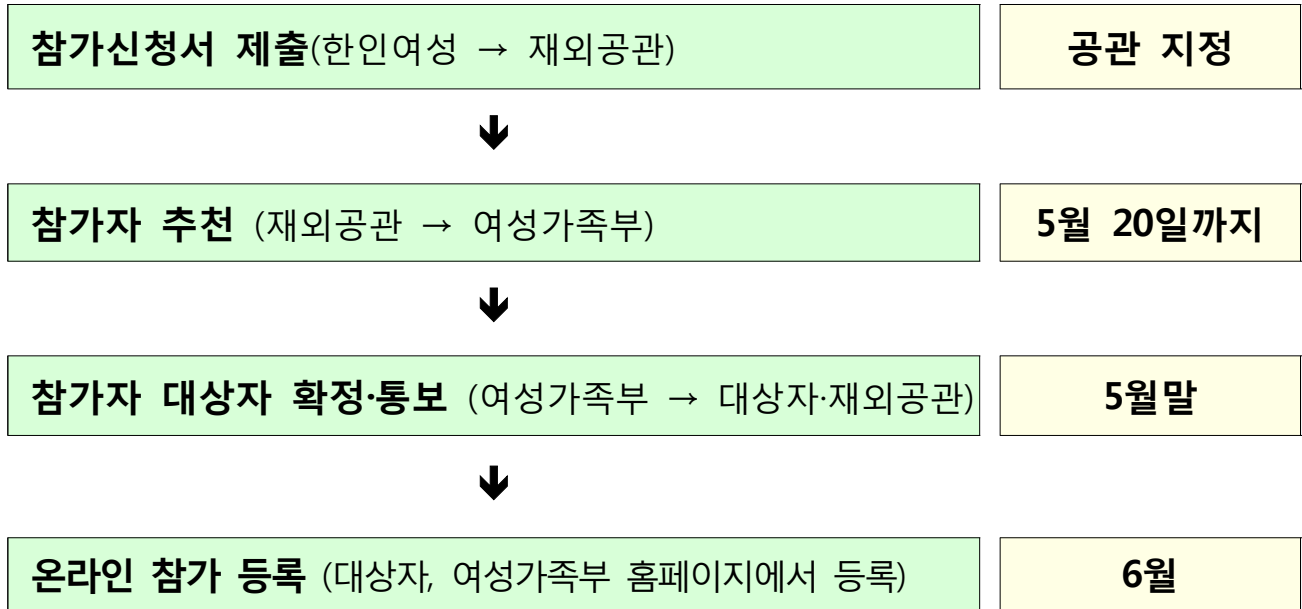 참가신청서 제출(한인여성 → 재외공관)
공관 지정
참가자 추천 (재외공관 → 여성가족부)
5월 20일까지
참가자 대상자 확정·통보 (여성가족부 → 대상자·재외공관)
5월말
온라인 참가 등록 (대상자, 여성가족부 홈페이지에서 등록)
6월